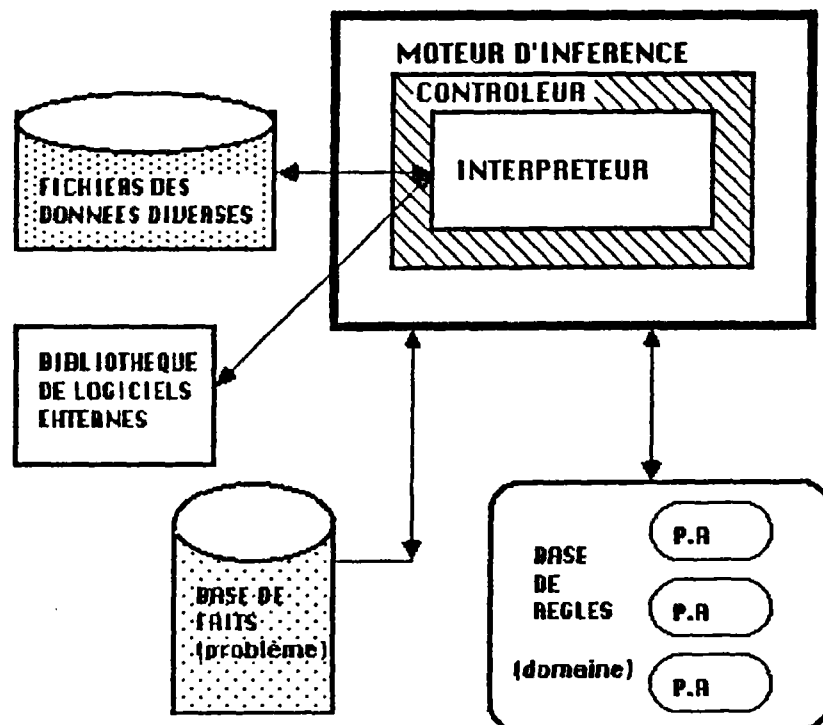 MOTEUR D'INFERENCE
CONTROLEUR
INTERPRETEUR
FICHIERS DES
DONNEES DIVERSES
BIBLIOTHEQUE
DE LOGICIELS
EXTERNES
BASE DE
FAITS
(problème)
BASE
DE
REGLES
(domaine)
P.A
P.A
P.A